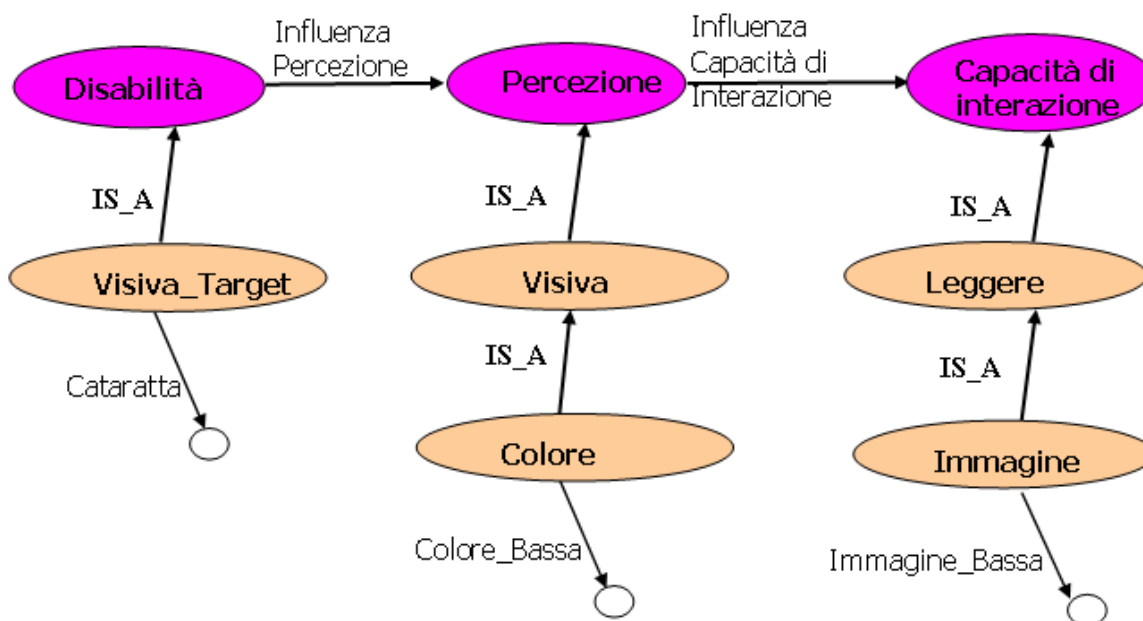 Influenza
Percezione
Influenza
Capacità di
Interazione
Disabilità
Percezione
Capacità di
interazione
IS_A
IS_A
IS_A
Visiva_Target
Visiva
Leggere
IS_A
IS_A
Cataratta
Colore
Immagine
Colore_Bassa
Immagine_Bassa